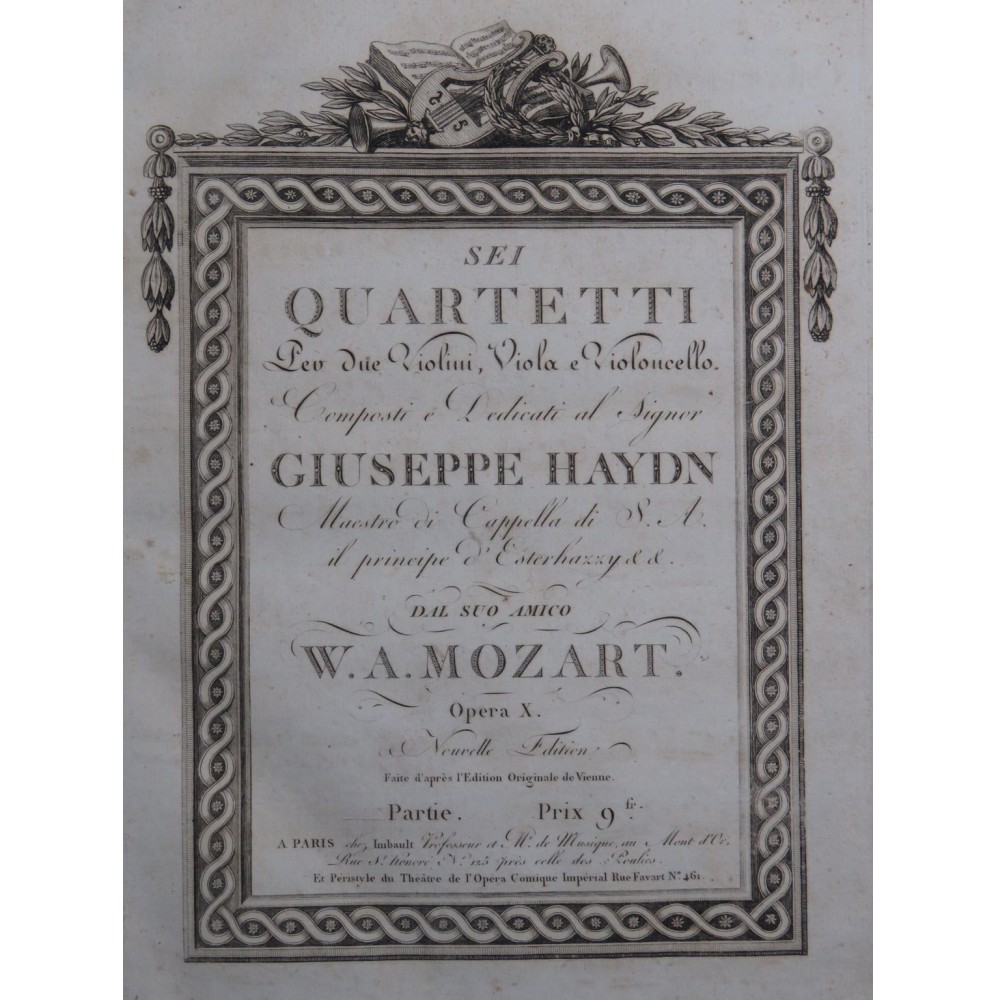 SEI
QUARTETTI
Per due Violini, Viola e Violoncello.
Composti è Dedicati al Signor
GIUSEPPE HAYDN
Maestro di Cappella di S. A.
il principe d'Esterhazzy & &.
DAL SUO AMICO
W. A. MOZART.
Opera X.
Nouvelle Edition
Faite d'après l'Edition Originale de Vienne.
Partie. Prix 9 fr.
A PARIS chez Imbault Professeur et Md. de Musique, au Mont d'Or,
Rue St. honoré No. 125 près celle des Poulies.
Et Péristyle du Theâtre de l'Opera Comique Impérial Rue Favart No. 461.